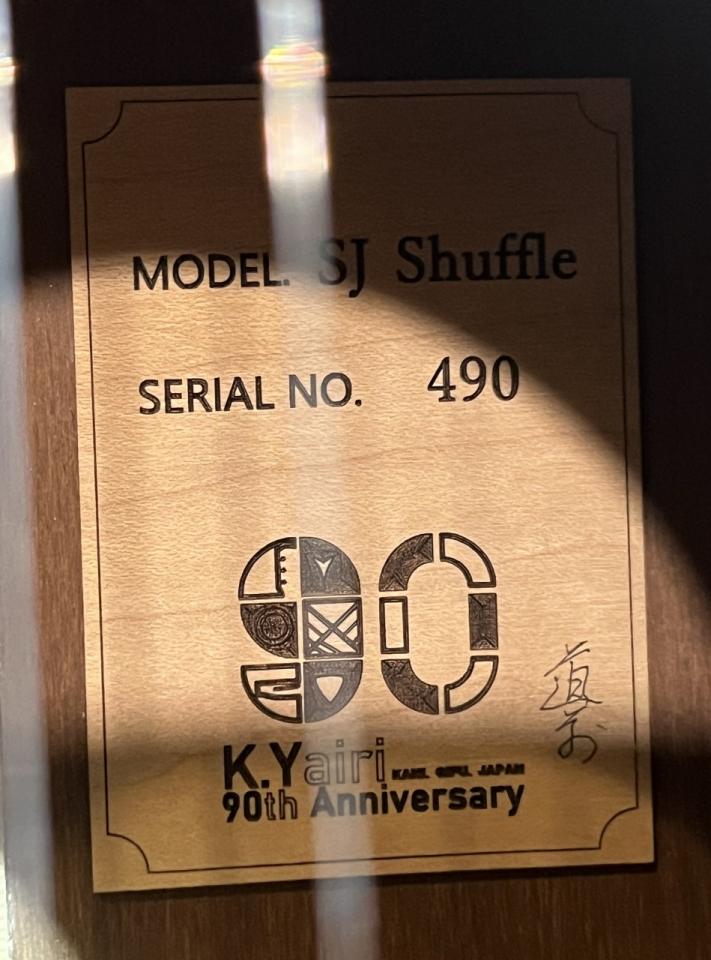 MODEL. SJ Shuffle
SERIAL NO. 490
90
K.Yairi KANI. GIFU. JAPAN
90th Anniversary